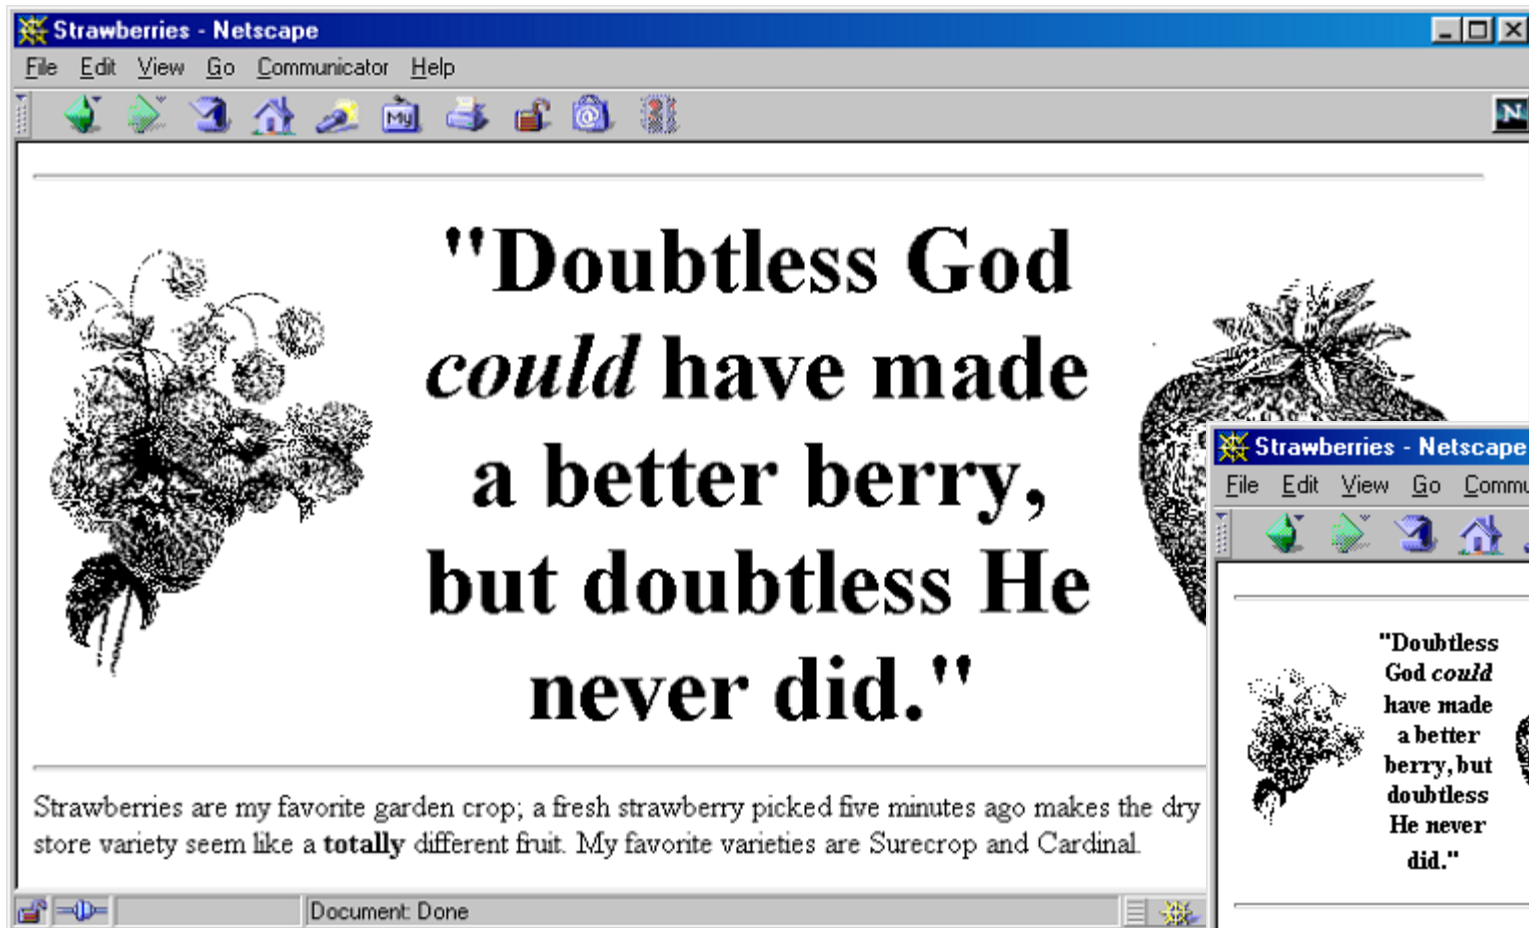 Strawberries - Netscape
File Edit View Go Communicator Help
My
N
"Doubtless God
could have made
a better berry,
but doubtless He
never did."
Strawberries are my favorite garden crop; a fresh strawberry picked five minutes ago makes the dry
store variety seem like a totally different fruit. My favorite varieties are Surecrop and Cardinal.
Document: Done
Strawberries - Netscape
File Edit View Go
"Doubtless
God could
have made
a better
berry, but
doubtless
He never
did."